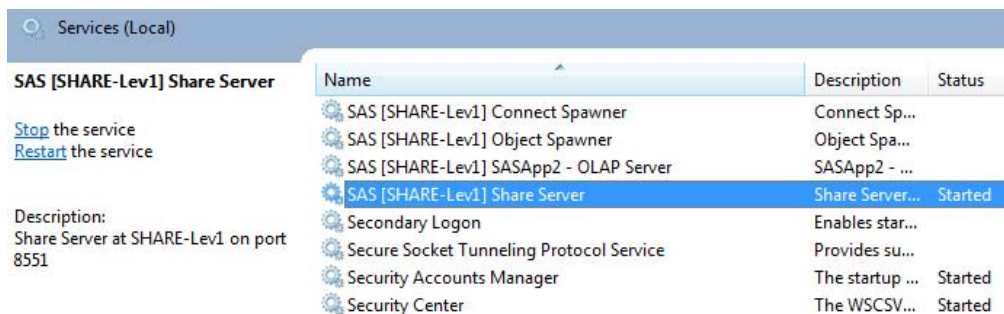 Services (Local)
SAS [SHARE-Lev1] Share Server
Stop the service
Restart the service
Description:
Share Server at SHARE-Lev1 on port
8551
Name Description Status
SAS [SHARE-Lev1] Connect Spawner Connect Sp...
SAS [SHARE-Lev1] Object Spawner Object Spa...
SAS [SHARE-Lev1] SASApp2 - OLAP Server SASApp2 - ...
SAS [SHARE-Lev1] Share Server Share Server... Started
Secondary Logon Enables star...
Secure Socket Tunneling Protocol Service Provides su...
Security Accounts Manager The startup ... Started
Security Center The WSCSV... Started